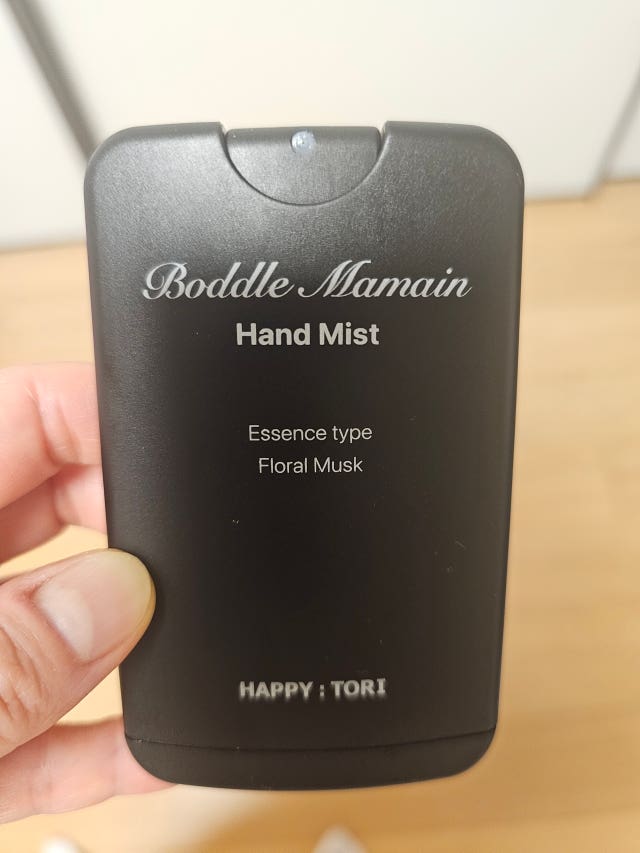 Boddle Mamain
Hand Mist
Essence type
Floral Musk
HAPPY : TORI